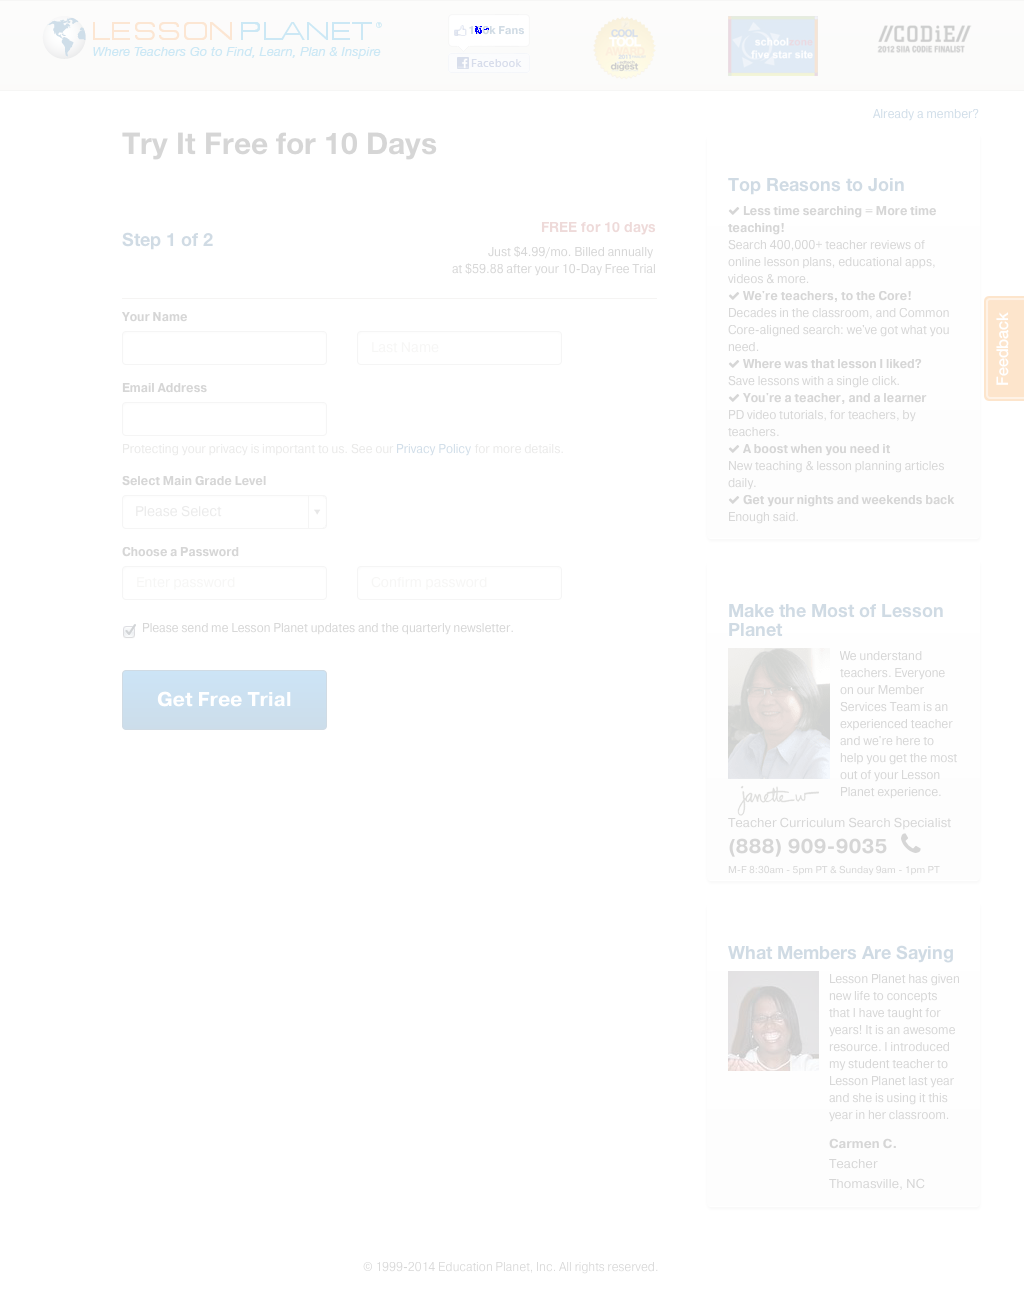 LESSON PLANET®
Where Teachers Go to Find, Learn, Plan & Inspire
Fans
Facebook
COOL
TOOL
digest
schoolzone
five star site
//CODiE//
2012 SIIA CODiE FINALIST
Already a member?
Try It Free for 10 Days
Step 1 of 2
FREE for 10 days
Just $4.99/mo. Billed annually
at $59.88 after your 10-Day Free Trial
Your Name
Last Name
Email Address
Protecting your privacy is important to us. See our Privacy Policy for more details.
Select Main Grade Level
Please Select
Choose a Password
Enter password
Confirm password
Please send me Lesson Planet updates and the quarterly newsletter.
Get Free Trial
Top Reasons to Join
✔ Less time searching = More time
teaching!
Search 400,000+ teacher reviews of
online lesson plans, educational apps,
videos & more.
✔ We're teachers, to the Core!
Decades in the classroom, and Common
Core-aligned search: we've got what you
need.
✔ Where was that lesson I liked?
Save lessons with a single click.
✔ You're a teacher, and a learner
PD video tutorials, for teachers, by
teachers.
✔ A boost when you need it
New teaching & lesson planning articles
daily.
✔ Get your nights and weekends back
Enough said.
Feedback
Make the Most of Lesson
Planet
We understand
teachers. Everyone
on our Member
Services Team is an
experienced teacher
and we're here to
help you get the most
out of your Lesson
Planet experience.
janette w
Teacher Curriculum Search Specialist
(888) 909-9035
M-F 8:30am - 5pm PT & Sunday 9am - 1pm PT
What Members Are Saying
Lesson Planet has given
new life to concepts
that I have taught for
years! It is an awesome
resource. I introduced
my student teacher to
Lesson Planet last year
and she is using it this
year in her classroom.
Carmen C.
Teacher
Thomasville, NC
© 1999-2014 Education Planet, Inc. All rights reserved.